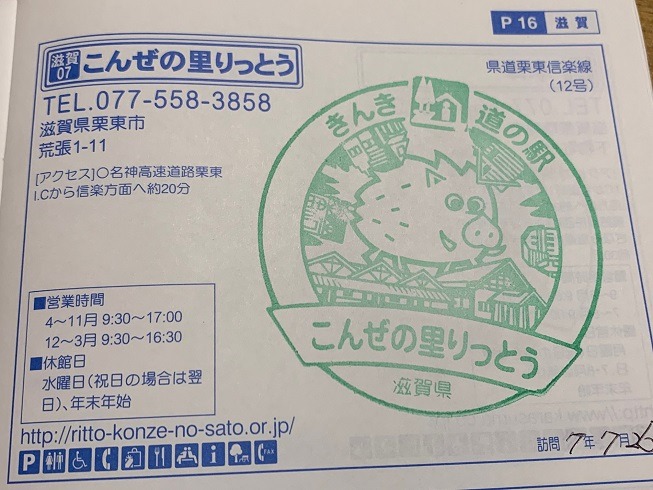 P 16 滋賀
滋賀
07
こんぜの里りっとう
TEL.077-558-3858
滋賀県栗東市
荒張1-11
[アクセス]○名神高速道路栗東
I.Cから信楽方面へ約20分
県道栗東信楽線
(12号)
きんき 道の駅
こんぜの里りっとう
滋賀県
■営業時間
4〜11月 9:30〜17:00
12〜3月 9:30〜16:30
■休館日
水曜日(祝日の場合は翌
日)、年末年始
http://ritto-konze-no-sato.or.jp/
P i FAX
訪問 7年 7月26